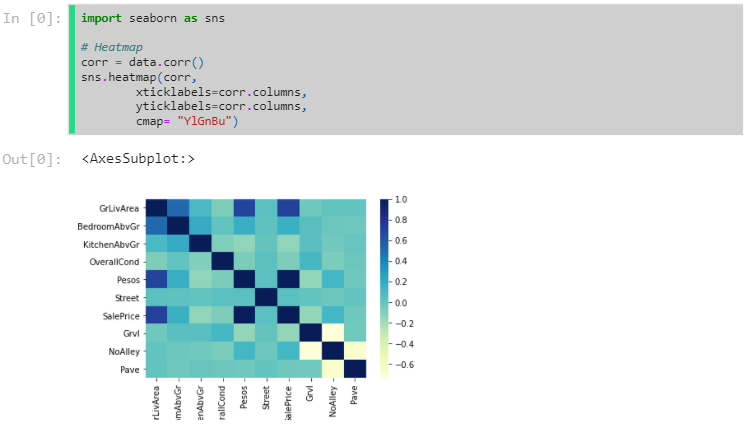 In [0]:
import seaborn as sns
# Heatmap
corr = data.corr()
sns.heatmap(corr,
xticklabels=corr.columns,
yticklabels=corr.columns,
cmap= "YlGnBu")
Out[0]:
<AxesSubplot:>
GrLivArea
BedroomAbvGr
KitchenAbvGr
OverallCond
Pesos
Street
SalePrice
Grvl
NoAlley
Pave
1.0
0.8
0.6
0.4
0.2
0.0
−0.2
−0.4
−0.6
rLivArea
omAbvGr
enAbvGr
rallCond
Pesos
Street
SalePrice
Grvl
NoAlley
Pave